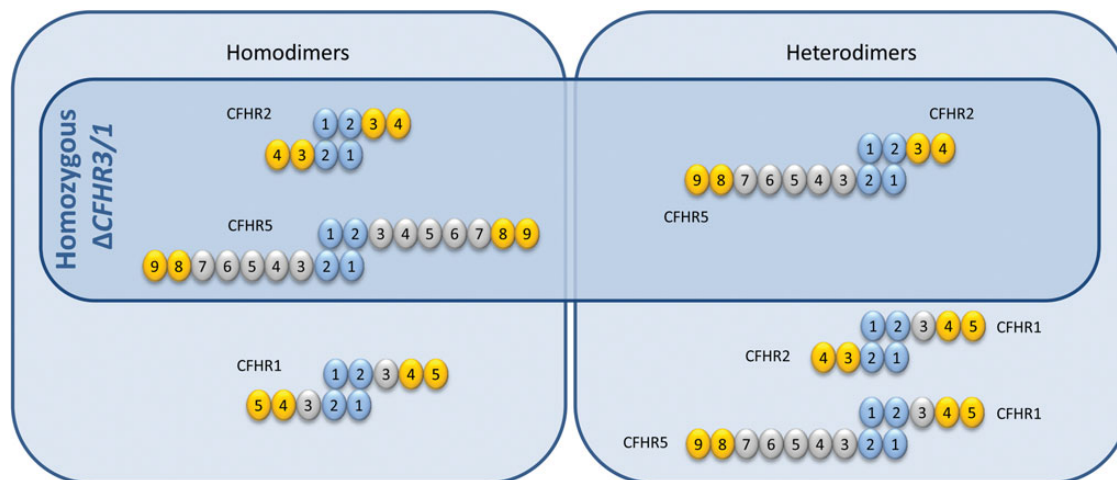 Homodimers
Heterodimers
Homozygous
ΔCFHR3/1
CFHR2
1 2 3 4
4 3 2 1
CFHR5
1 2 3 4 5 6 7 8 9
9 8 7 6 5 4 3 2 1
CFHR2
1 2 3 4
9 8 7 6 5 4 3 2 1
CFHR5
CFHR1
1 2 3 4 5
5 4 3 2 1
1 2 3 4 5 CFHR1
CFHR2 4 3 2 1
1 2 3 4 5 CFHR1
CFHR5 9 8 7 6 5 4 3 2 1